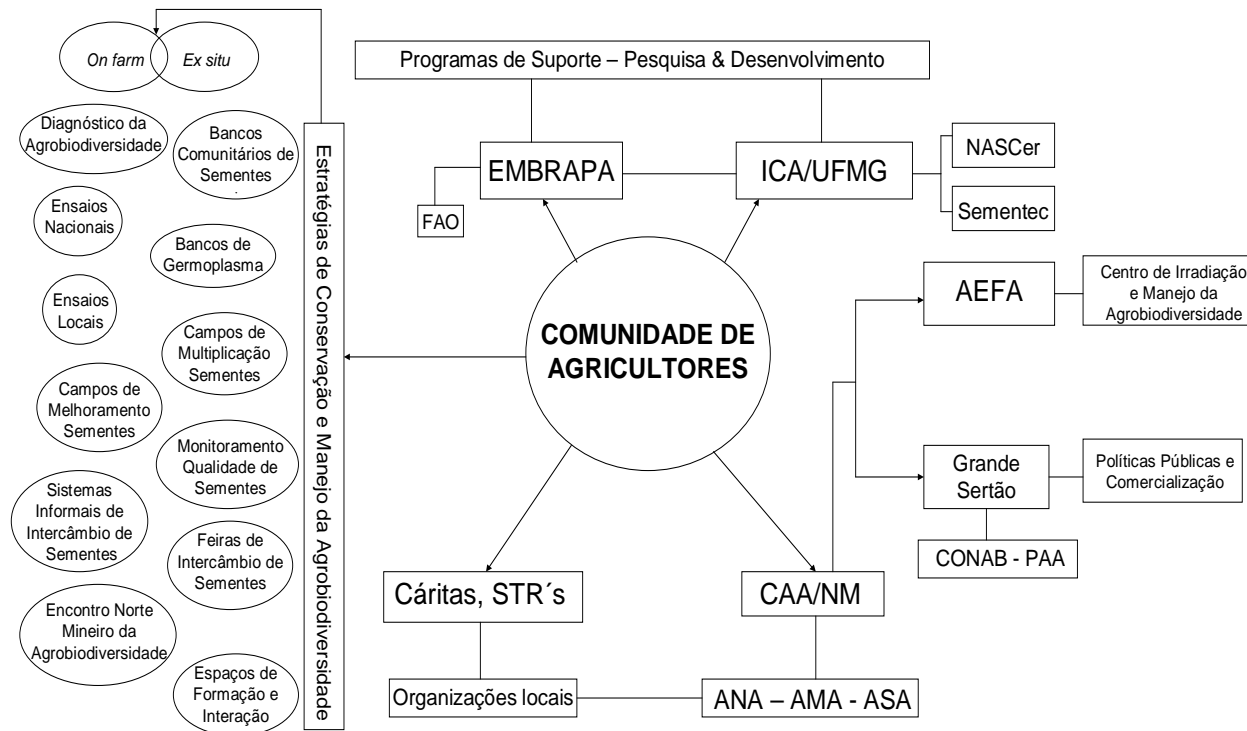 On farm
Ex situ
Diagnóstico da
Agrobiodiversidade
Bancos
Comunitários de
Sementes
.
Ensaios
Nacionais
Bancos de
Germoplasma
Ensaios
Locais
Campos de
Multiplicação
Sementes
Campos de
Melhoramento
Sementes
Monitoramento
Qualidade de
Sementes
Sistemas
Informais de
Intercâmbio de
Sementes
Feiras de
Intercâmbio de
Sementes
Encontro Norte
Mineiro da
Agrobiodiversidade
Espaços de
Formação e
Interação
Estratégias de Conservação e Manejo da Agrobiodiversidade
Programas de Suporte – Pesquisa & Desenvolvimento
EMBRAPA
FAO
ICA/UFMG
NASCer
Sementec
COMUNIDADE DE
AGRICULTORES
AEFA
Centro de Irradiação
e Manejo da
Agrobiodiversidade
Grande
Sertão
Políticas Públicas e
Comercialização
CONAB - PAA
Cáritas, STR´s
CAA/NM
Organizações locais
ANA – AMA - ASA